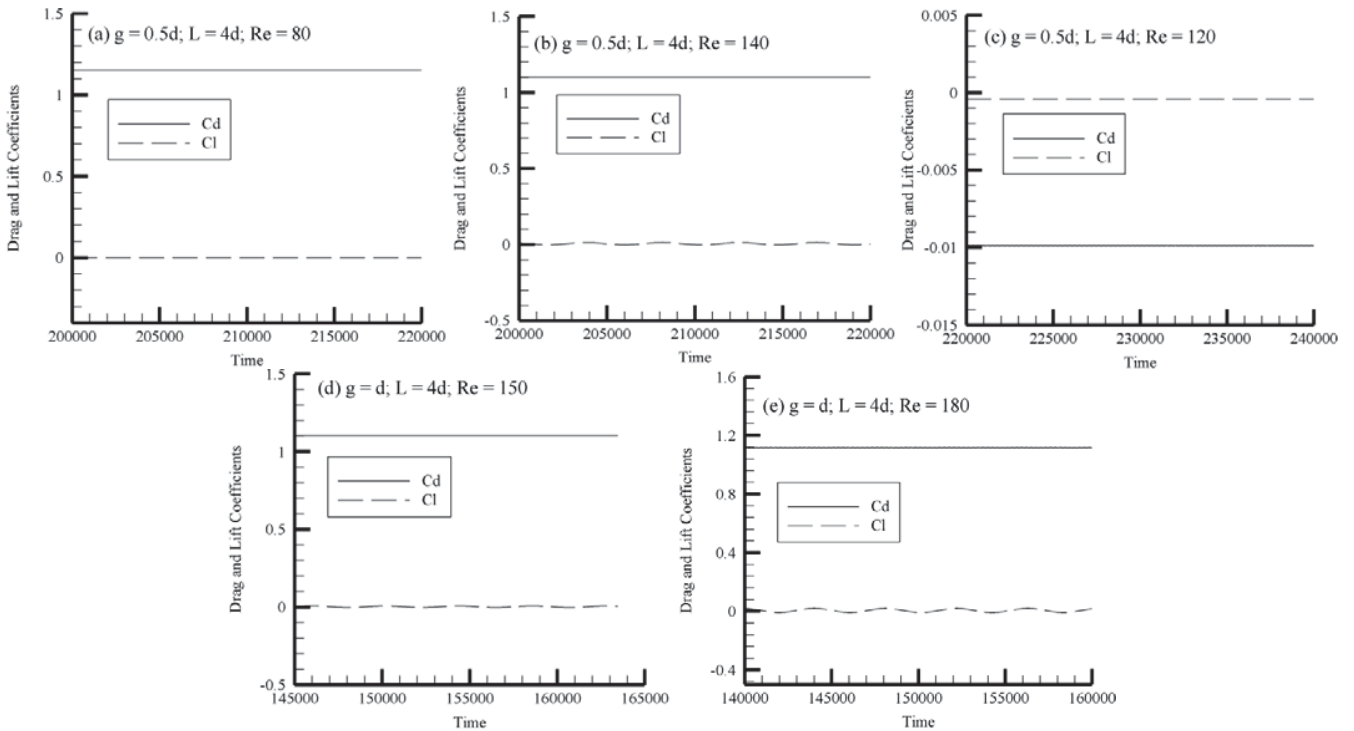 (a) g = 0.5d; L = 4d; Re = 80
Drag and Lift Coefficients
1.5
1
0.5
0
Cd
Cl
200000 205000 210000 215000 220000
Time
(b) g = 0.5d; L = 4d; Re = 140
Drag and Lift Coefficients
1.5
1
0.5
0
-0.5
Cd
Cl
200000 205000 210000 215000 220000
Time
(c) g = 0.5d; L = 4d; Re = 120
Drag and Lift Coefficients
0.005
0
-0.005
-0.01
-0.015
Cd
Cl
220000 225000 230000 235000 240000
Time
(d) g = d; L = 4d; Re = 150
Drag and Lift Coefficients
1.5
1
0.5
0
-0.5
Cd
Cl
145000 150000 155000 160000 165000
Time
(e) g = d; L = 4d; Re = 180
Drag and Lift Coefficients
1.6
1.2
0.8
0.4
0
-0.4
Cd
Cl
140000 145000 150000 155000 160000
Time